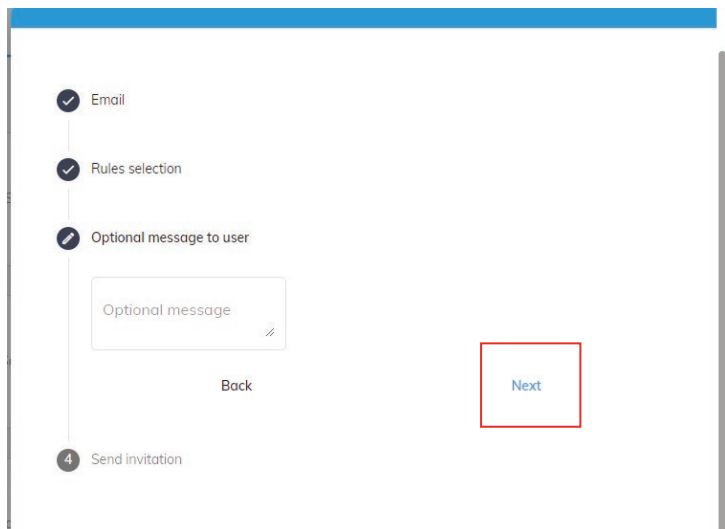 Email
Rules selection
Optional message to user
Optional message
Back Next
4 Send invitation